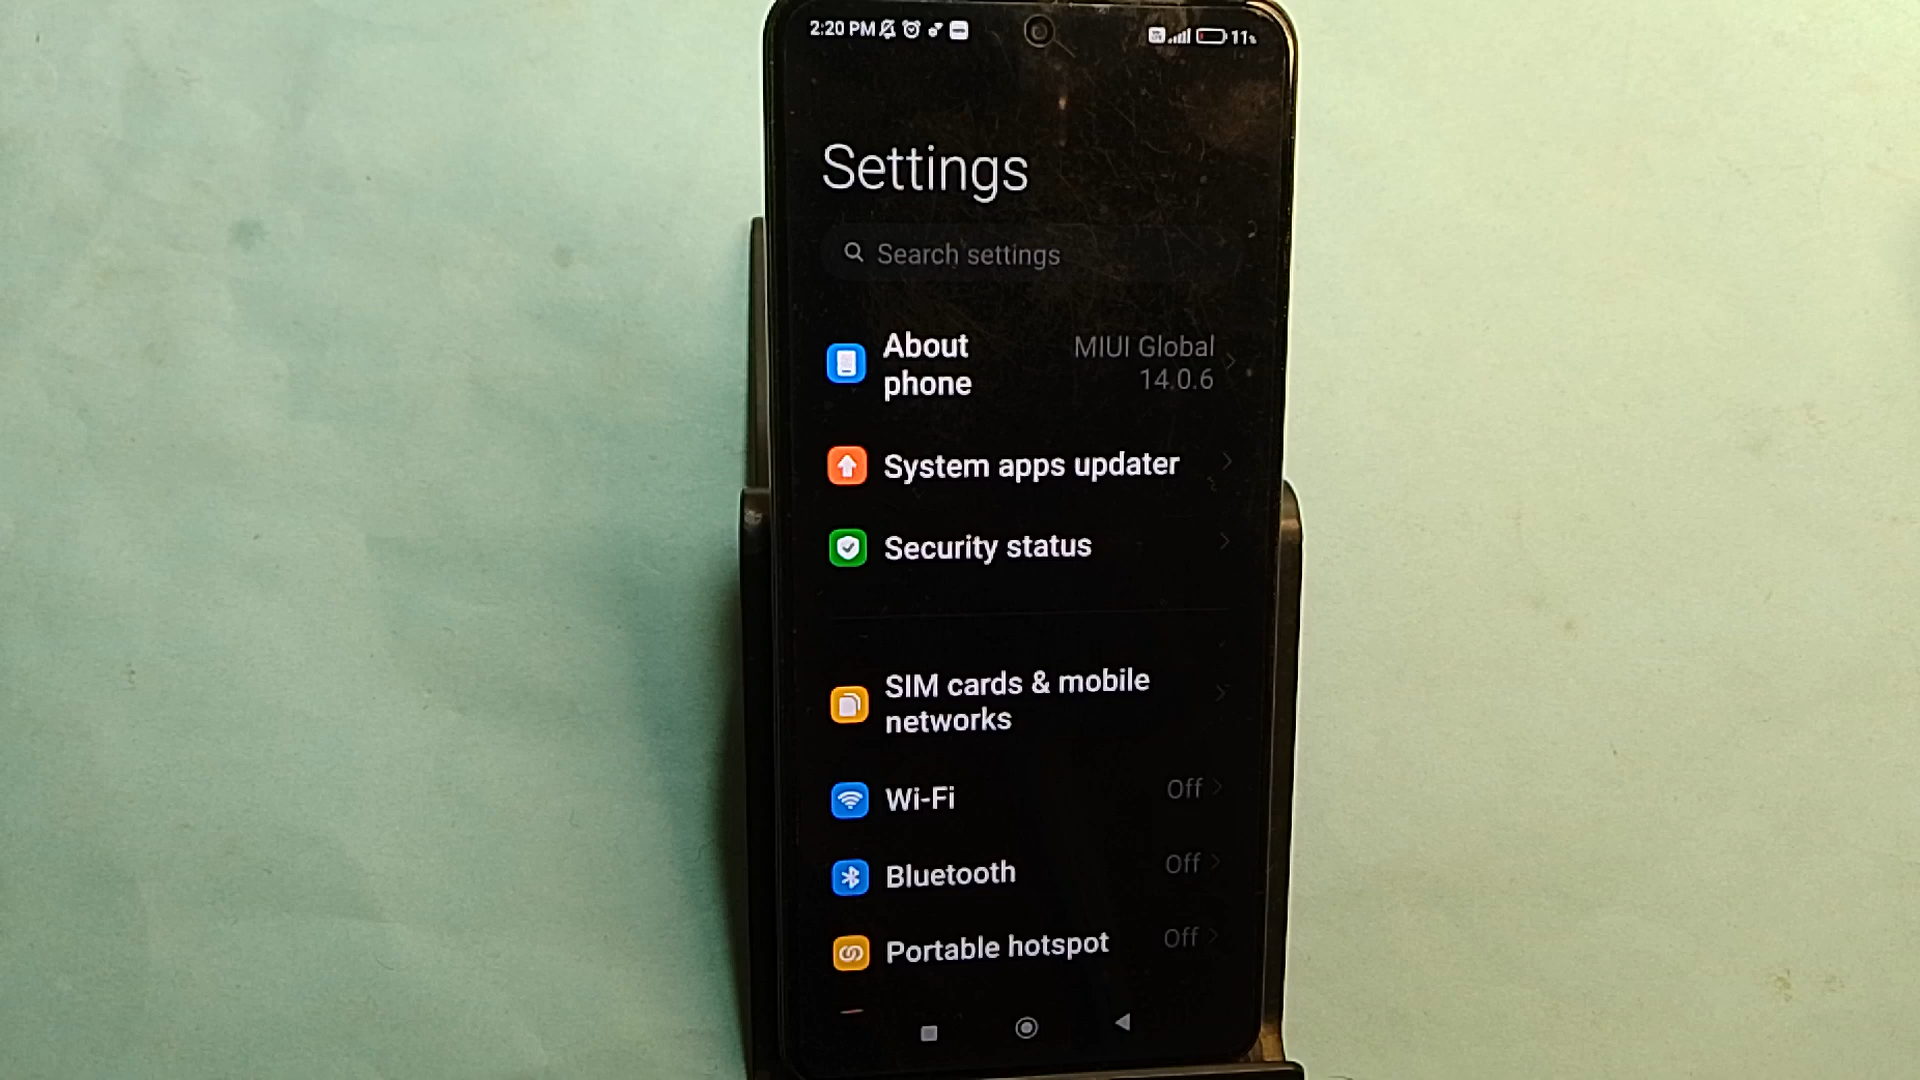 2:20 PM 11%
Settings
Search settings
About
phone
MIUI Global
14.0.6
System apps updater
Security status
SIM cards & mobile
networks
Wi-Fi Off
Bluetooth Off
Portable hotspot Off